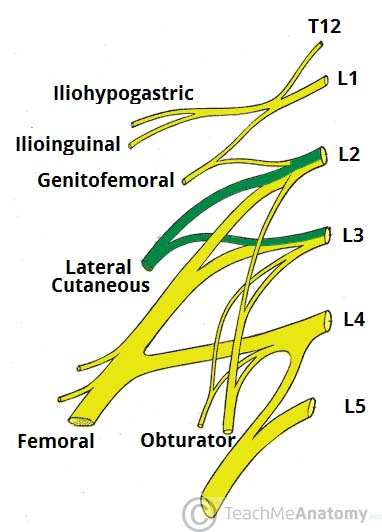 T12
L1
Iliohypogastric
Ilioinguinal
L2
Genitofemoral
L3
Lateral
Cutaneous
L4
L5
Femoral
Obturator
© TeachMeAnatomy